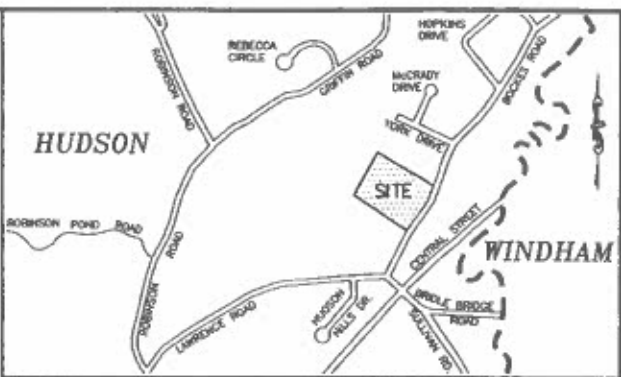 HOPKINS
DRIVE
ROBINSON ROAD
REBECCA
CIRCLE
GRIFFIN ROAD
BOCKES ROAD
McCRADY
DRIVE
YORK DRIVE
HUDSON
SITE
ROBINSON POND ROAD
ROAD
ROBINSON
CENTRAL STREET
WINDHAM
LAWRENCE ROAD
HUDSON
HILLS DR.
BRIDLE BRIDGE
ROAD
SULLIVAN RD.